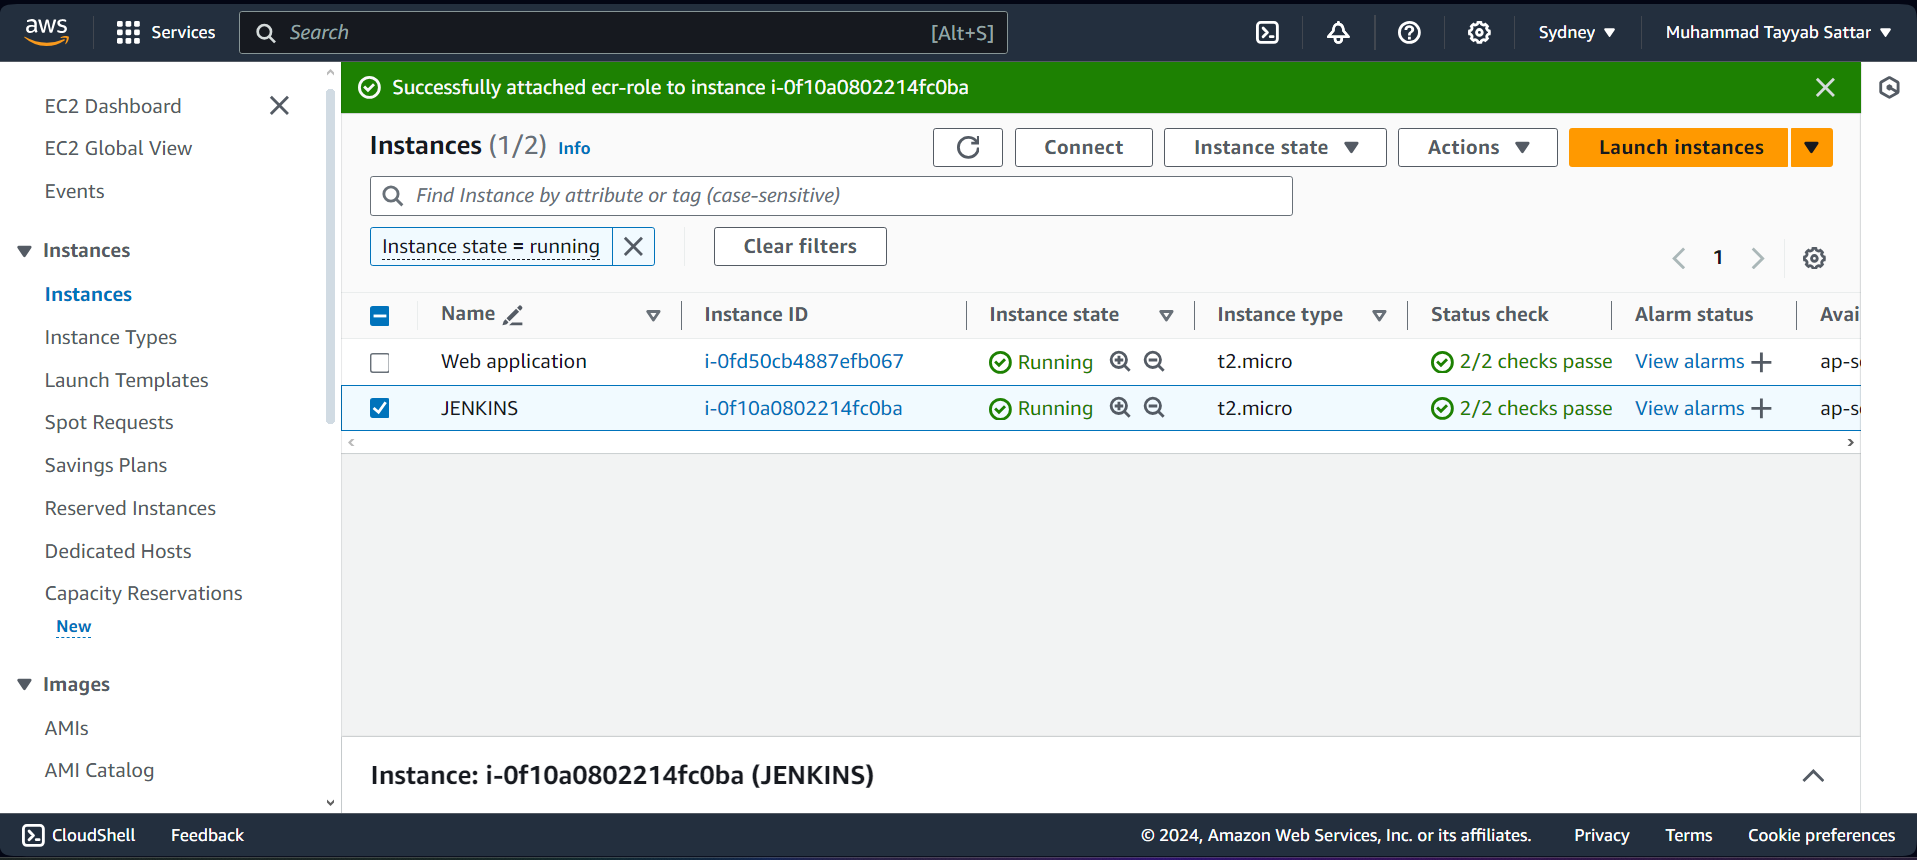 aws
Services
Search
[Alt+S]
Sydney
Muhammad Tayyab Sattar
EC2 Dashboard
EC2 Global View
Events
Instances
Instances
Instance Types
Launch Templates
Spot Requests
Savings Plans
Reserved Instances
Dedicated Hosts
Capacity Reservations
New
Images
AMIs
AMI Catalog
Successfully attached ecr-role to instance i-0f10a0802214fc0ba
Instances (1/2) Info
Connect
Instance state
Actions
Launch instances
Find Instance by attribute or tag (case-sensitive)
Instance state = running
Clear filters
1
Name Instance ID Instance state Instance type Status check Alarm status Avai
Web application i-0fd50cb4887efb067 Running t2.micro 2/2 checks passe View alarms ap-s
JENKINS i-0f10a0802214fc0ba Running t2.micro 2/2 checks passe View alarms ap-s
Instance: i-0f10a0802214fc0ba (JENKINS)
CloudShell
Feedback
© 2024, Amazon Web Services, Inc. or its affiliates.
Privacy
Terms
Cookie preferences